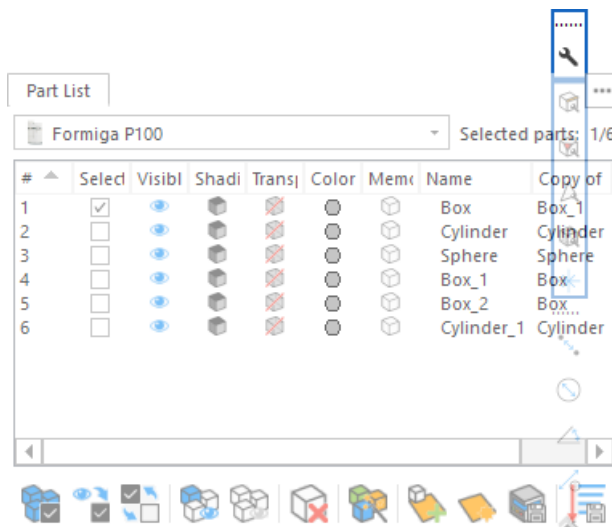 Part List
Formiga P100
Selected parts: 1/6
# Select Visibl Shadi Trans Color Mem Name Copy of
1 Box Box_1
2 Cylinder Cylinder
3 Sphere Sphere
4 Box_1 Box
5 Box_2 Box
6 Cylinder_1 Cylinder